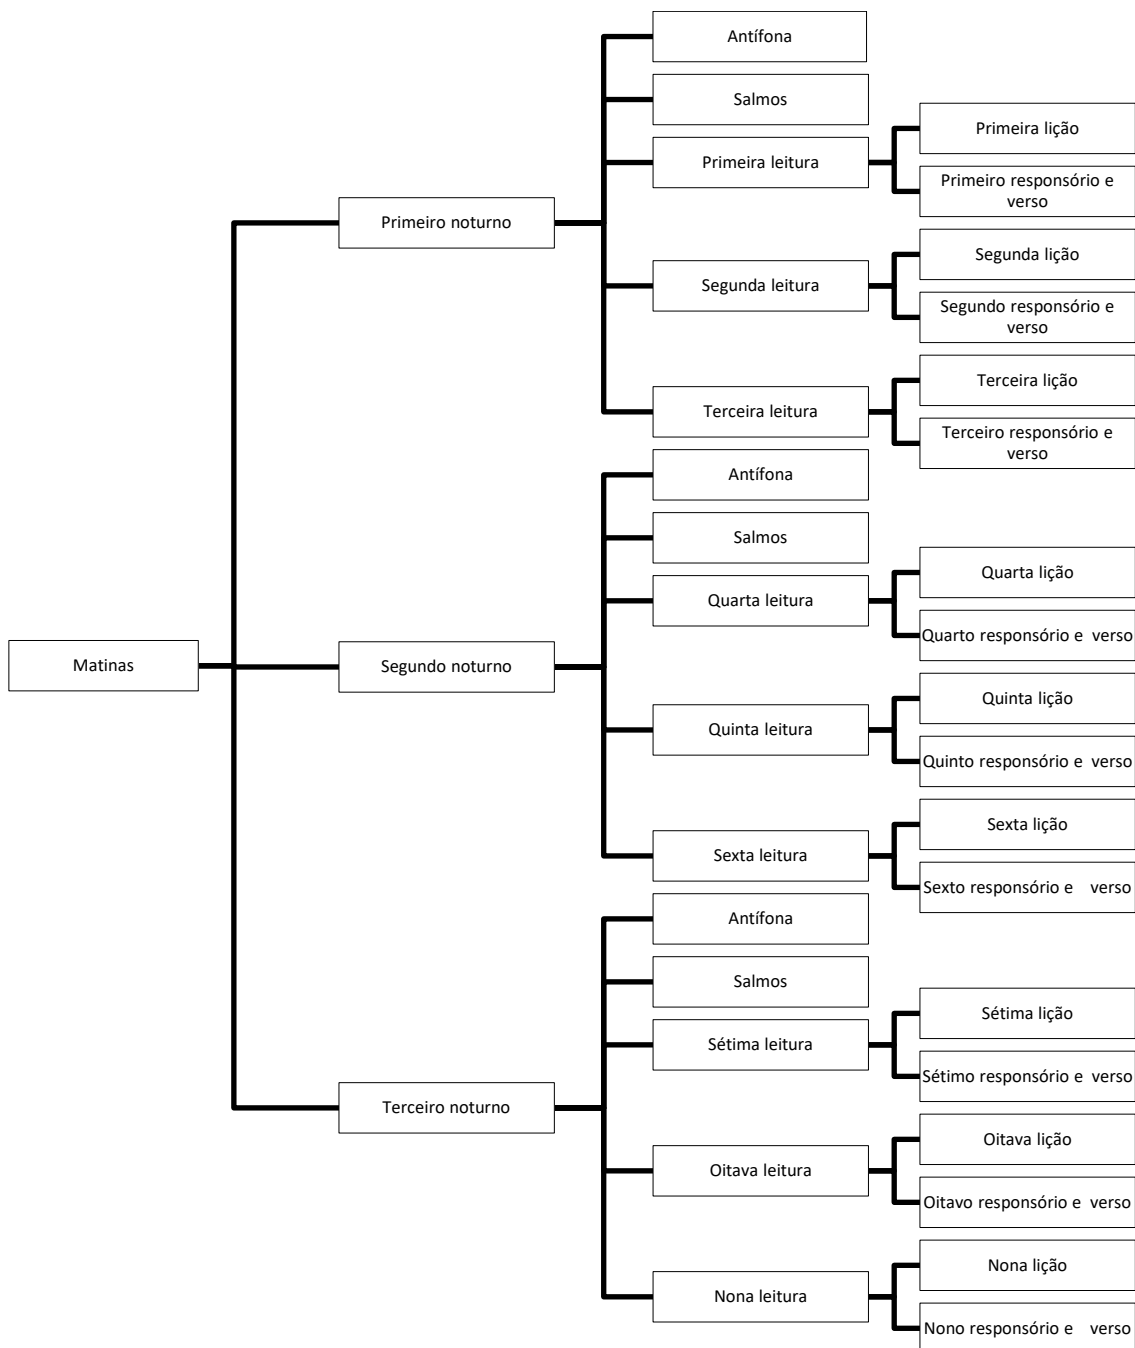 Antífona
Salmos
Primeira lição
Primeira leitura
Primeiro responsório e
verso
Primeiro noturno
Segunda lição
Segunda leitura
Segundo responsório e
verso
Terceira lição
Terceira leitura
Terceiro responsório e
verso
Antífona
Salmos
Quarta lição
Quarta leitura
Quarto responsório e verso
Matinas
Segundo noturno
Quinta lição
Quinta leitura
Quinto responsório e verso
Sexta lição
Sexta leitura
Sexto responsório e verso
Antífona
Salmos
Sétima lição
Sétima leitura
Sétimo responsório e verso
Terceiro noturno
Oitava lição
Oitava leitura
Oitavo responsório e verso
Nona lição
Nona leitura
Nono responsório e verso